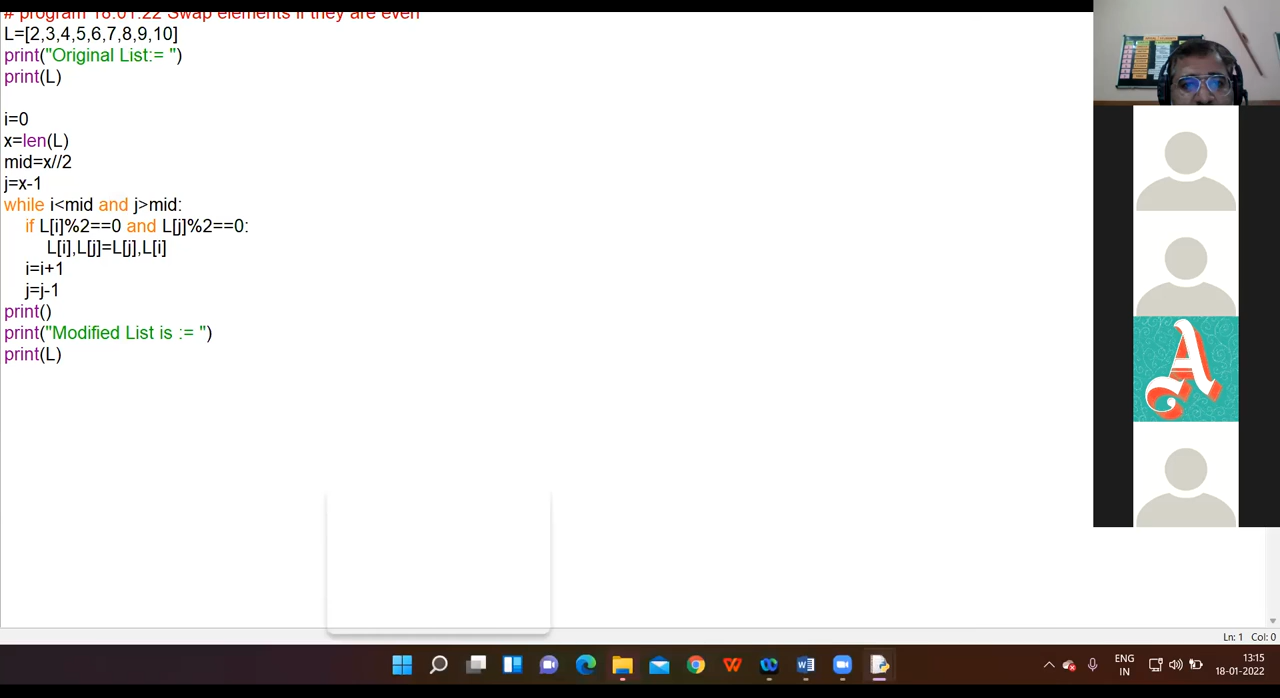 # program 18.01.22 Swap elements if they are even
L=[2,3,4,5,6,7,8,9,10]
print("Original List:= ")
print(L)
i=0
x=len(L)
mid=x//2
j=x-1
while i<mid and j>mid:
if L[i]%2==0 and L[j]%2==0:
L[i],L[j]=L[j],L[i]
i=i+1
j=j-1
print()
print("Modified List is := ")
print(L)
A
Ln: 1 Col: 0
ENG
IN
13:15
18-01-2022